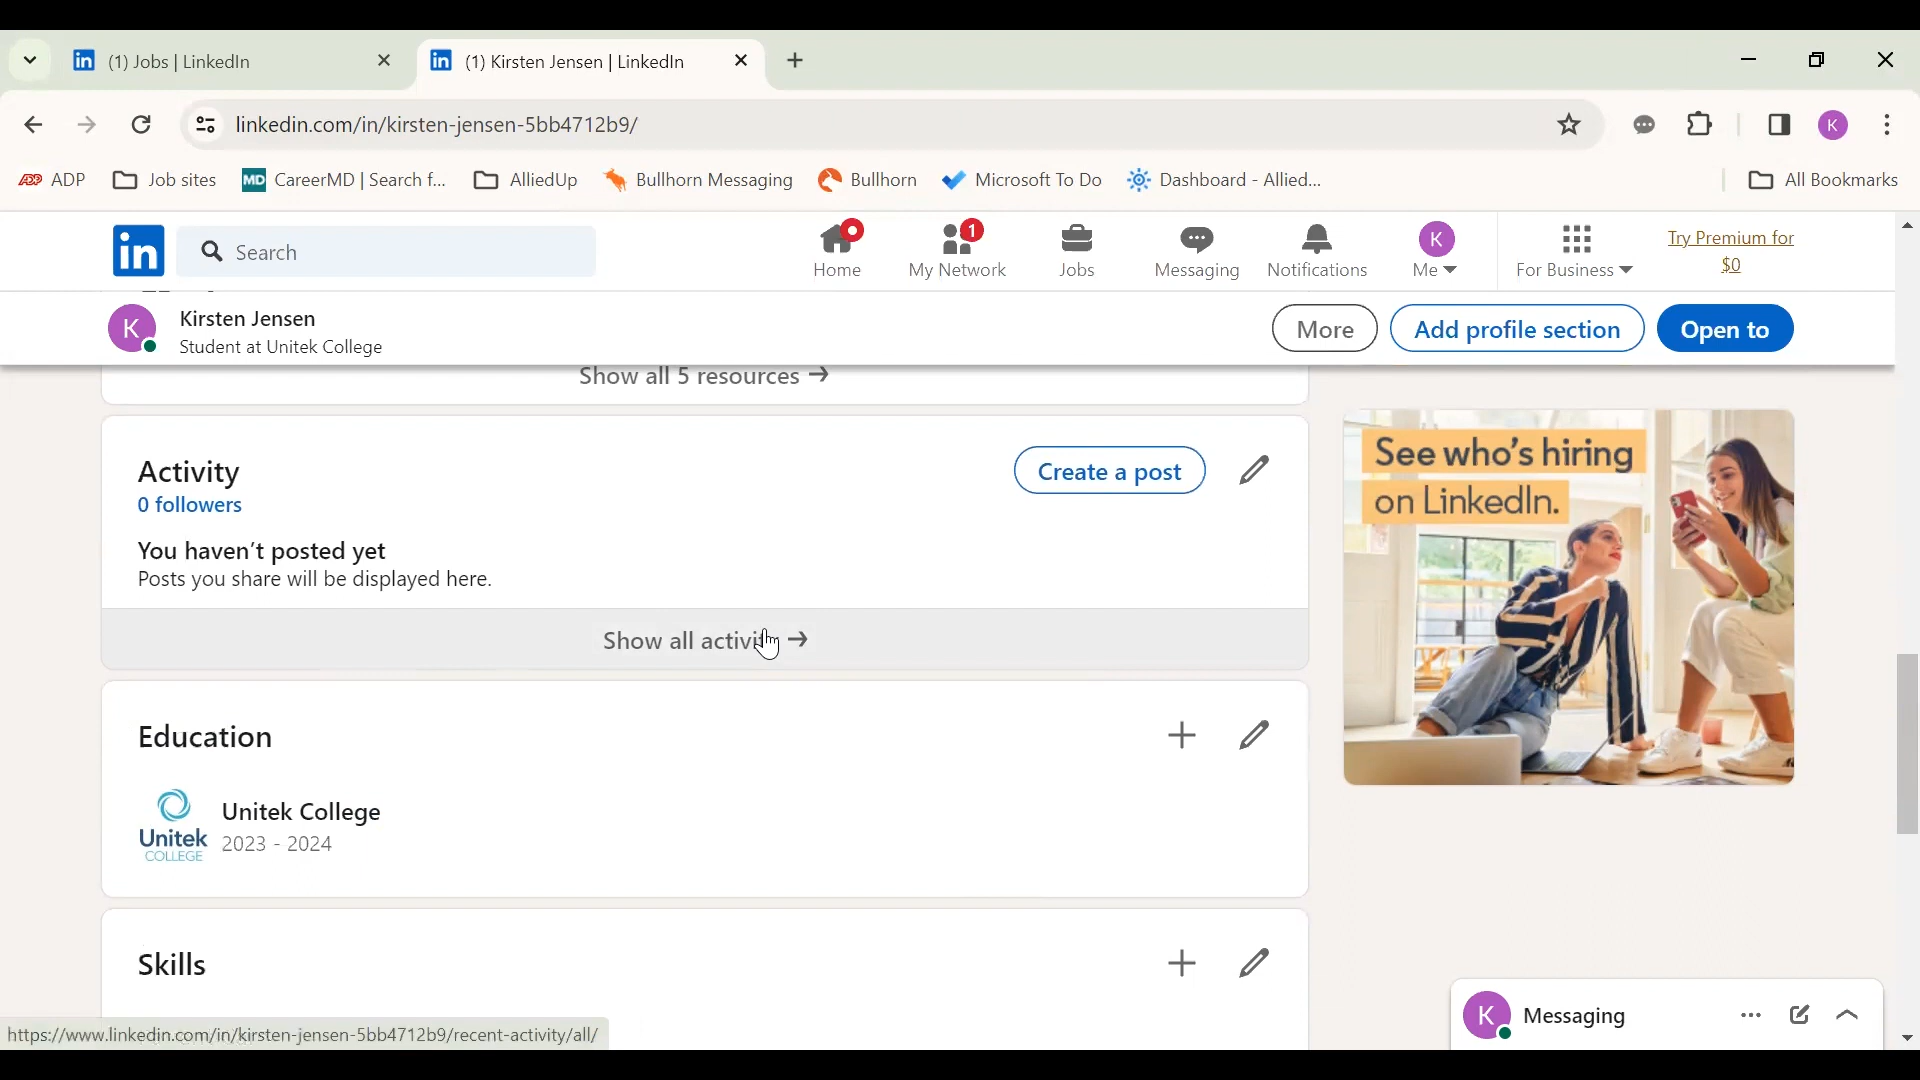 (1) Jobs | LinkedIn
(1) Kirsten Jensen | LinkedIn
linkedin.com/in/kirsten-jensen-5bb4712b9/
K
ADP ADP
Job sites
MD CareerMD | Search f...
AlliedUp
Bullhorn Messaging
Bullhorn
Microsoft To Do
Dashboard - Allied...
All Bookmarks
in
Search
Home
1
My Network
Jobs
Messaging
Notifications
K
Me
For Business
Try Premium for
$0
K
Kirsten Jensen
Student at Unitek College
More
Add profile section
Open to
Show all 5 resources →
Activity
0 followers
Create a post
You haven't posted yet
Posts you share will be displayed here.
Show all activity →
See who's hiring
on LinkedIn.
Education
Unitek
COLLEGE
Unitek College
2023 - 2024
Skills
K
Messaging
https://www.linkedin.com/in/kirsten-jensen-5bb4712b9/recent-activity/all/